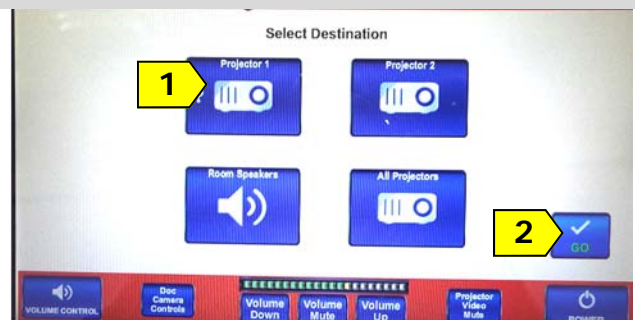 Select Destination
Projector 1
Projector 2
1
Room Speakers
All Projectors
2
GO
VOLUME CONTROL
Doc
Camera
Controls
Volume
Down
Volume
Mute
Volume
Up
Projector
Video
Mute
POWER